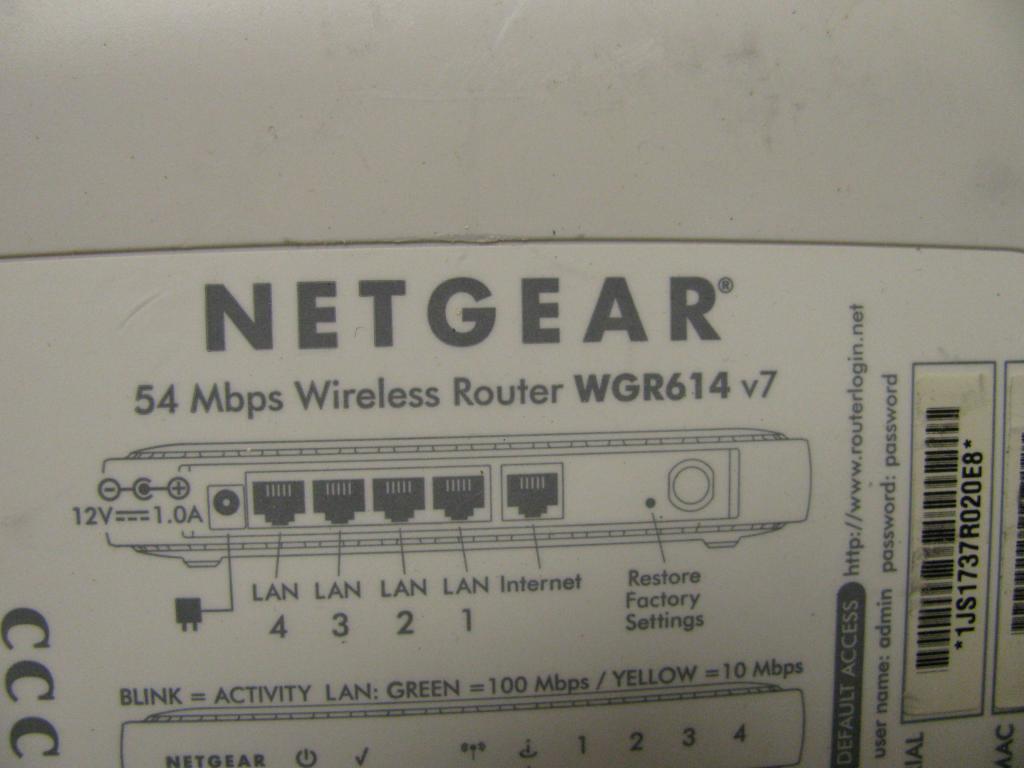 NETGEAR®
54 Mbps Wireless Router WGR614 v7
12V 1.0A
LAN LAN LAN LAN Internet
4 3 2 1
Restore
Factory
Settings
BLINK = ACTIVITY LAN: GREEN =100 Mbps / YELLOW =10 Mbps
NETGEAR 1 2 3 4
DEFAULT ACCESS http://www.routerlogin.net
user name: admin password: password
*1JS1737R020E8*
MAC